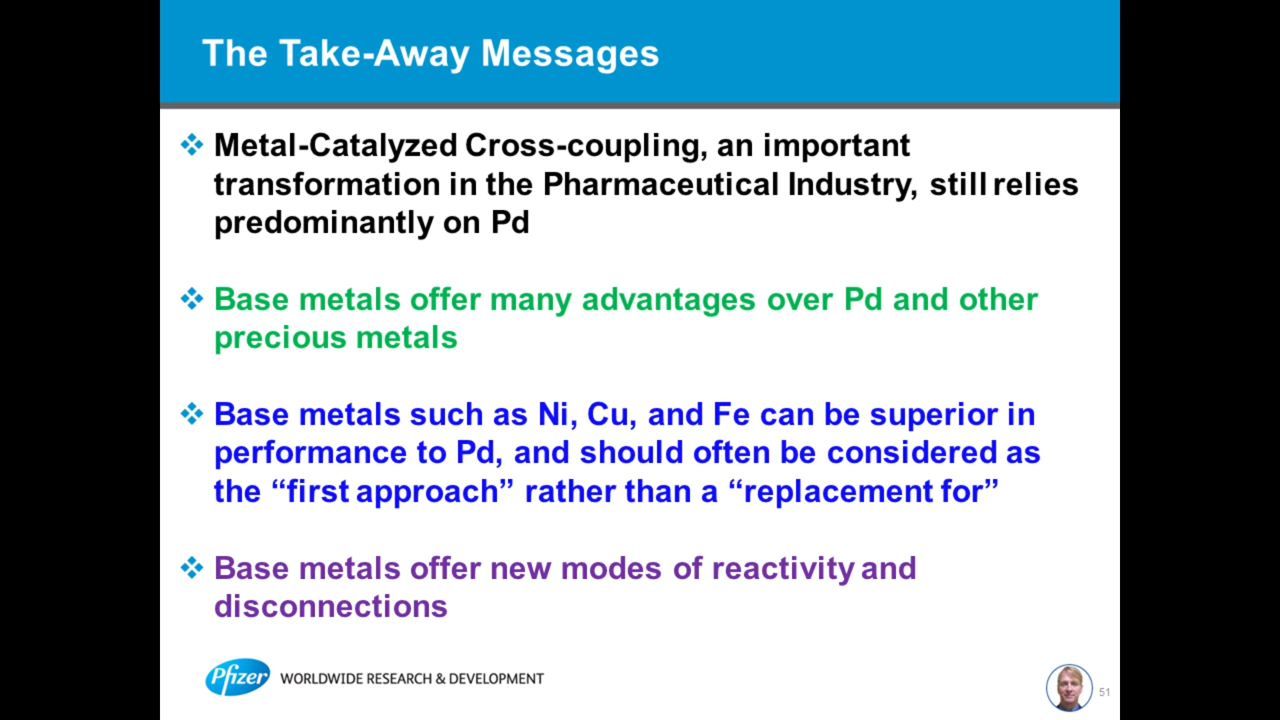 The Take-Away Messages
Metal-Catalyzed Cross-coupling, an important
transformation in the Pharmaceutical Industry, still relies
predominantly on Pd
Base metals offer many advantages over Pd and other
precious metals
Base metals such as Ni, Cu, and Fe can be superior in
performance to Pd, and should often be considered as
the “first approach” rather than a “replacement for”
Base metals offer new modes of reactivity and
disconnections
Pfizer WORLDWIDE RESEARCH & DEVELOPMENT
51